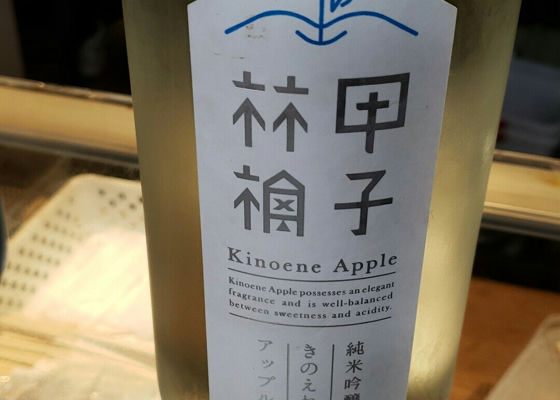 甲子
林檎
Kinoene Apple
Kinoene Apple possesses an elegant
fragrance and is well-balanced
between sweetness and acidity.
純米吟醸
きのえね
アップル